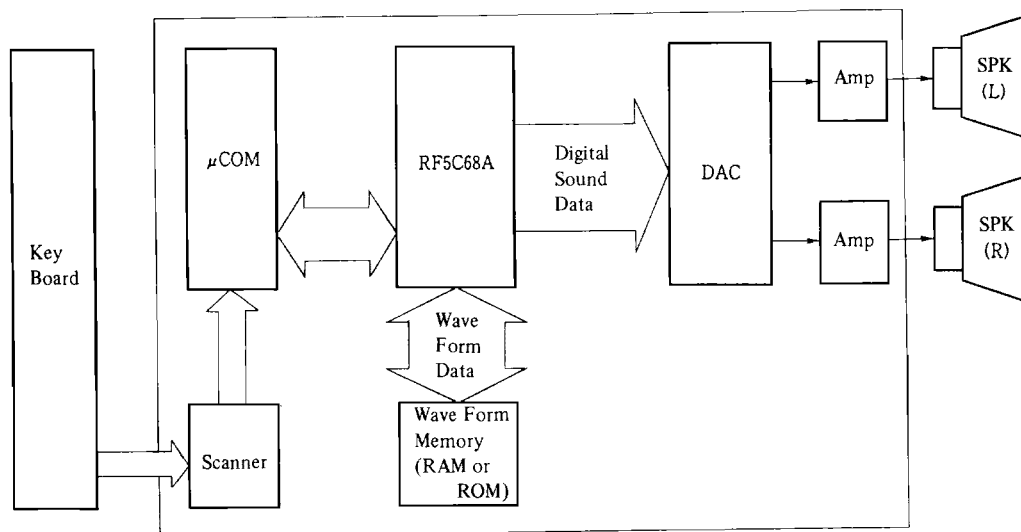 Key
Board
μCOM
Scanner
RF5C68A
Wave
Form
Data
Wave Form
Memory
(RAM or
ROM)
Digital
Sound
Data
DAC
Amp
Amp
SPK
(L)
SPK
(R)